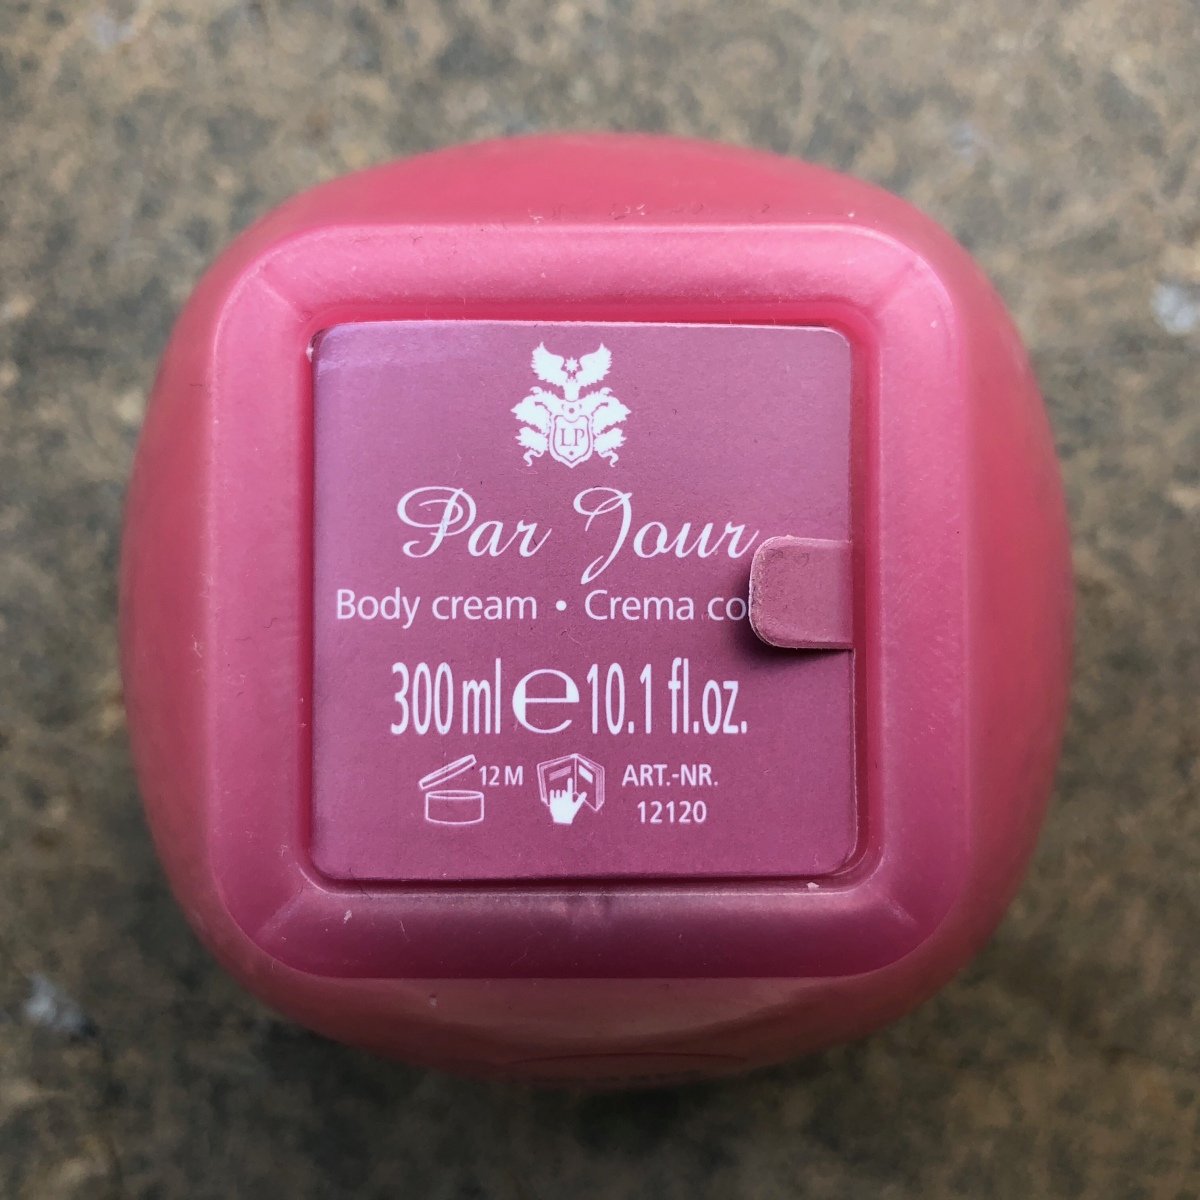 LP
Par Jour
Body cream • Crema co
300 ml e 10.1 fl.oz.
12 M
ART.-NR.
12120